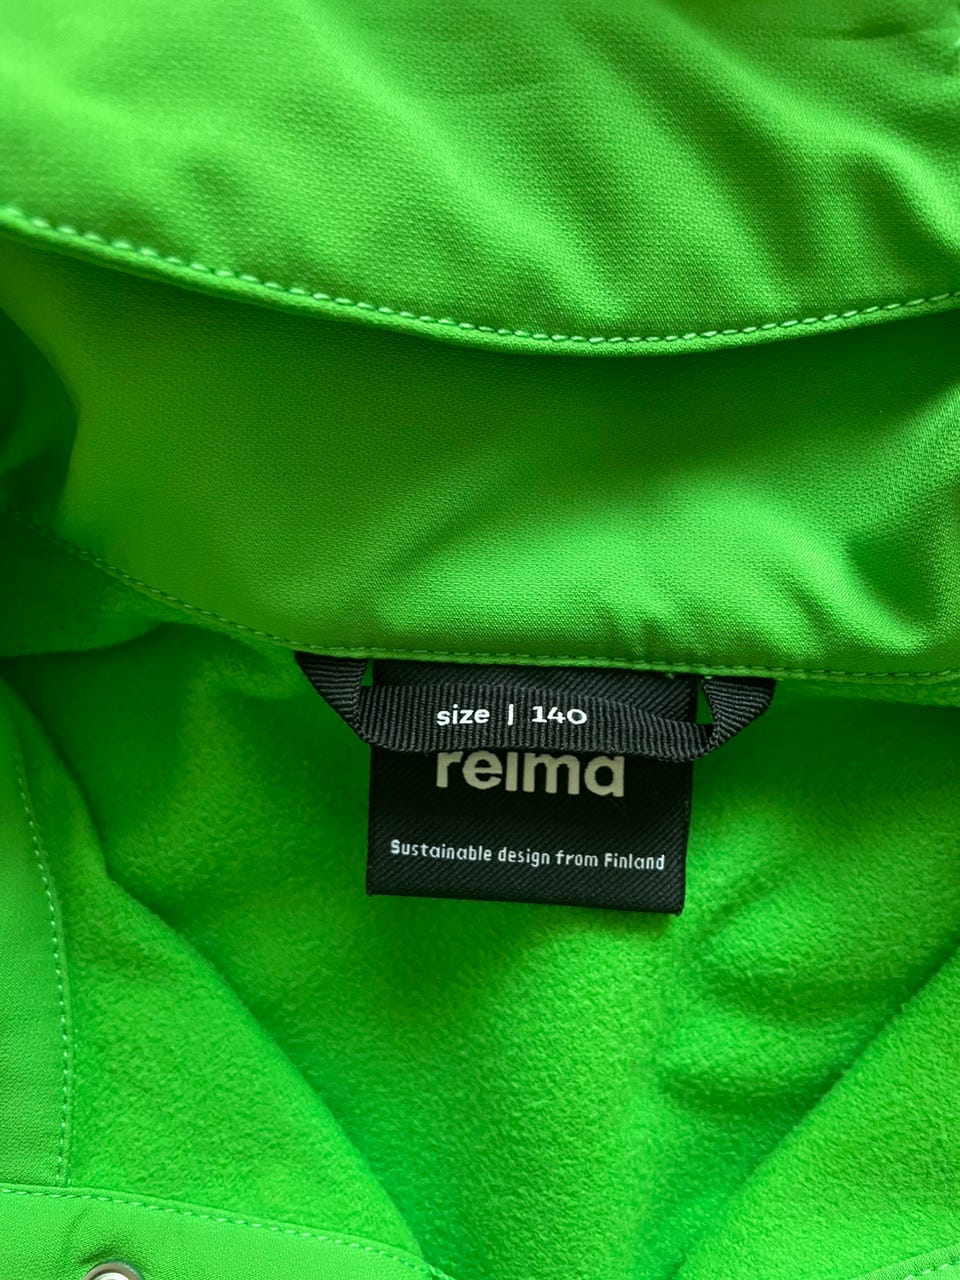 size | 140
reima
Sustainable design from Finland